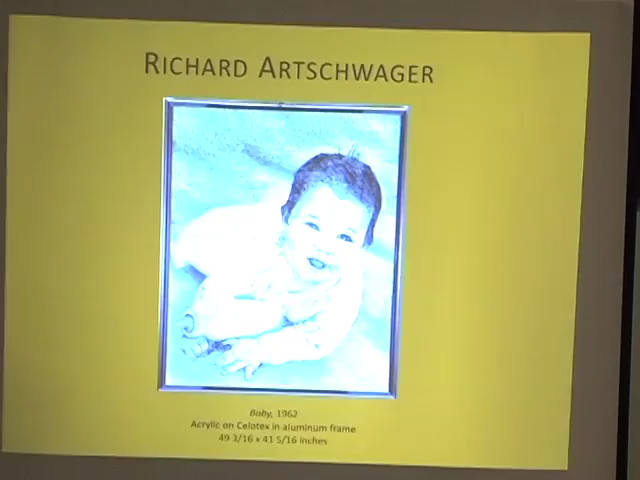 RICHARD ARTSCHWAGER
Baby, 1962
Acrylic on Celotex in aluminum frame
49 3/16 x 41 5/16 inches